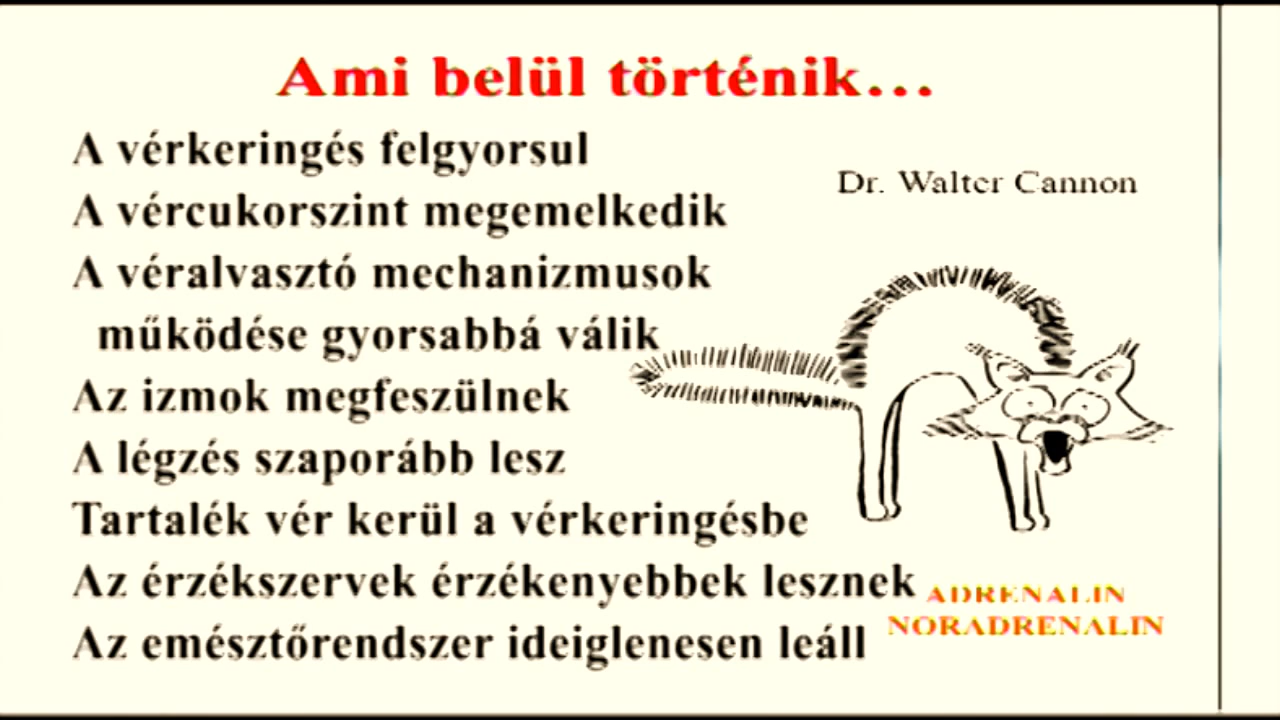 Ami belül történik...
A vérkeringés felgyorsul
Dr. Walter Cannon
A vércukorszint megemelkedik
A véralvasztó mechanizmusok
működése gyorsabbá válik
Az izmok megfeszülnek
A légzés szaporább lesz
Tartalék vér kerül a vérkeringésbe
Az érzékszervek érzékenyebbek lesznek
ADRENALIN
NORADRENALIN
Az emésztőrendszer ideiglenesen leáll